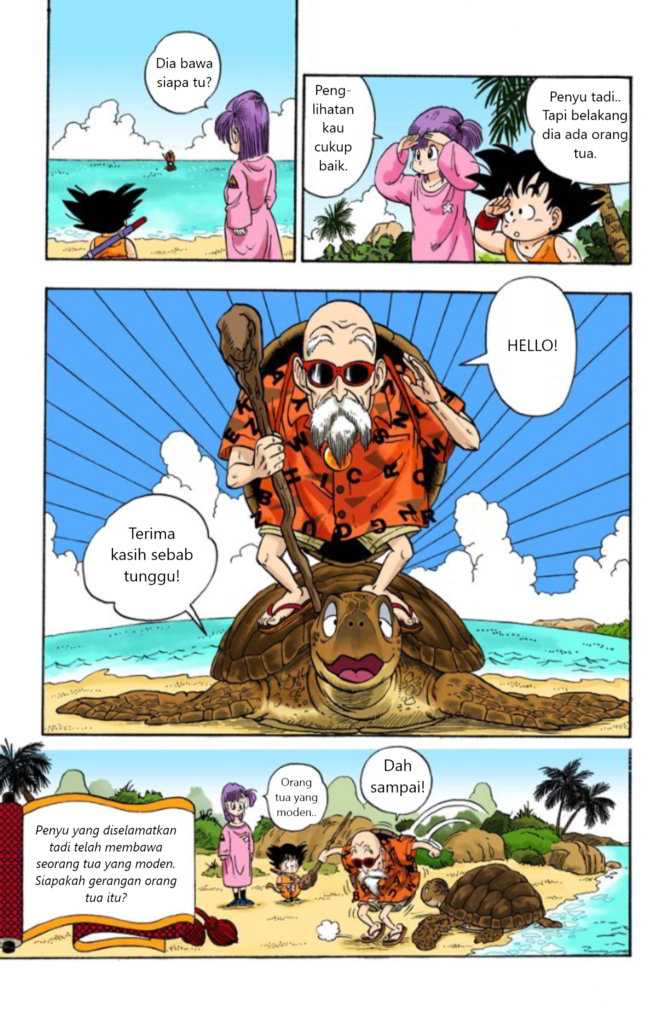 Dia bawa
siapa tu?
Peng-
lihatan
kau
cukup
baik.
Penyu tadi..
Tapi belakang
dia ada orang
tua.
HELLO!
Terima
kasih sebab
tunggu!
Orang
tua yang
moden..
Dah
sampai!
Penyu yang diselamatkan
tadi telah membawa
seorang tua yang moden.
Siapakah gerangan orang
tua itu?